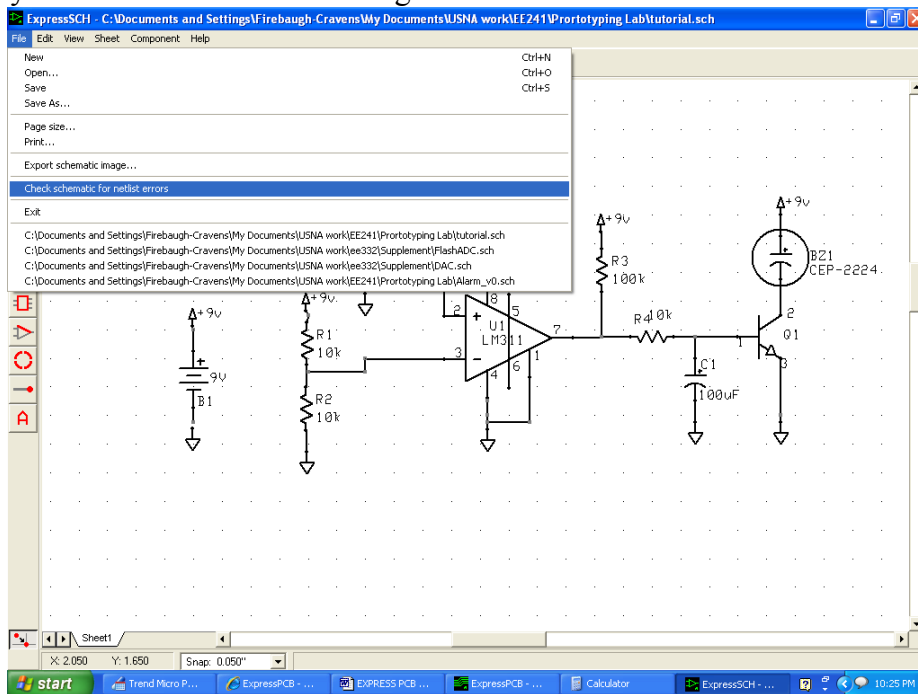 ExpressSCH - C:\Documents and Settings\Firebaugh-Cravens\My Documents\USNA work\EE241\Prortotyping Lab\tutorial.sch
File Edit View Sheet Component Help
New Ctrl+N
Open... Ctrl+O
Save Ctrl+S
Save As...
Page size...
Print...
Export schematic image...
Check schematic for netlist errors
Exit
C:\Documents and Settings\Firebaugh-Cravens\My Documents\USNA work\EE241\Prortotyping Lab\tutorial.sch
C:\Documents and Settings\Firebaugh-Cravens\My Documents\USNA work\ee332\Supplement\FlashADC.sch
C:\Documents and Settings\Firebaugh-Cravens\My Documents\USNA work\ee332\Supplement\DAC.sch
C:\Documents and Settings\Firebaugh-Cravens\My Documents\USNA work\EE241\Prortotyping Lab\Alarm_v0.sch
+9v
+9v
BZ1
CEP-2224.
R3
100k
+9v
+9v.
8
2
+
5
U1
LM311
7
R4 10k
2
Q1
1
3
R1
10k
3
-
1
4
6
C1
100uF
+
9V
B1
R2
10k
A
Sheet1
X: 2.050 Y: 1.650 Snap: 0.050"
start Trend Micro P... ExpressPCB - ... EXPRESS PCB ... ExpressPCB - ... Calculator ExpressSCH - ... 10:25 PM